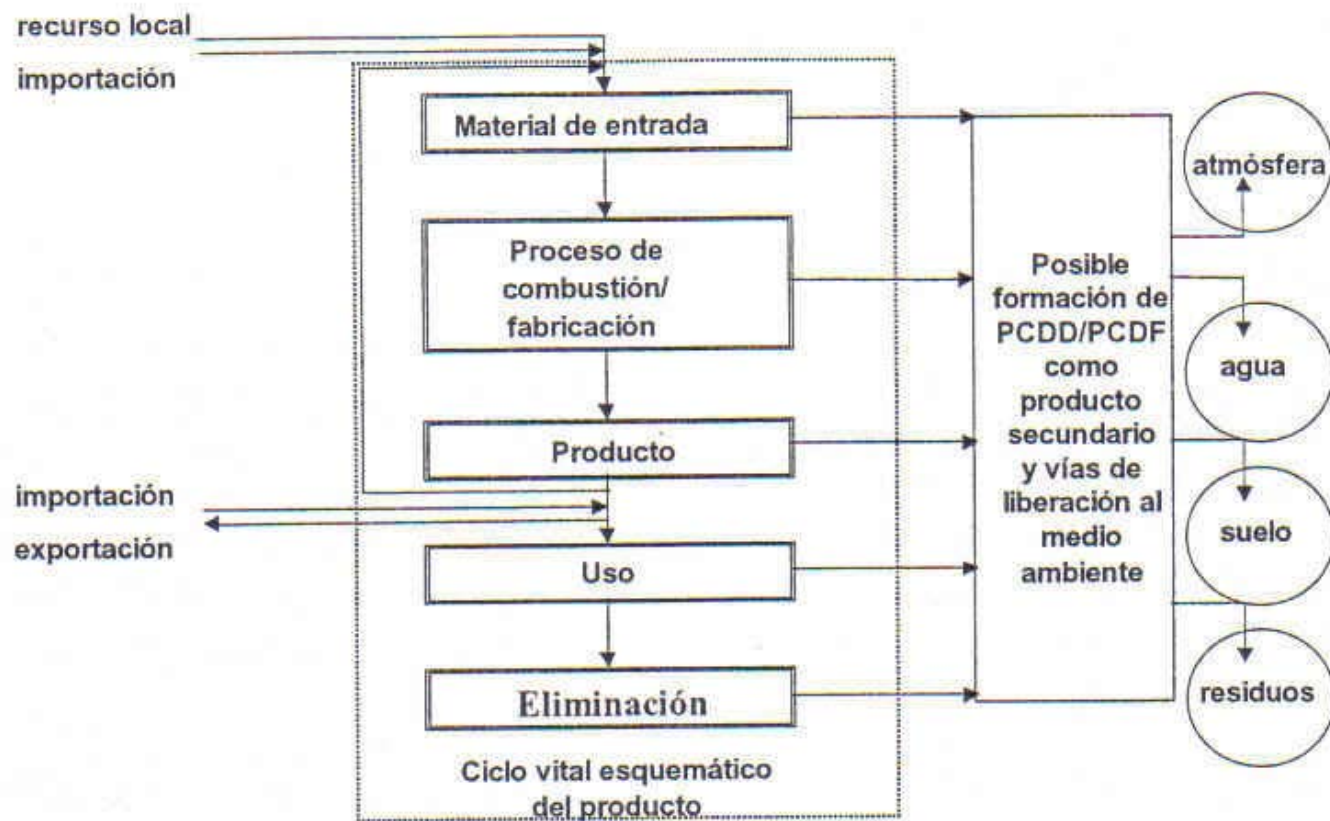 recurso local
importación
Material de entrada
Proceso de
combustión/
fabricación
Producto
importación
exportación
Uso
Eliminación
Ciclo vital esquemático
del producto
Posible
formación de
PCDD/PCDF
como
producto
secundario
y vías de
liberación al
medio
ambiente
atmósfera
agua
suelo
residuos